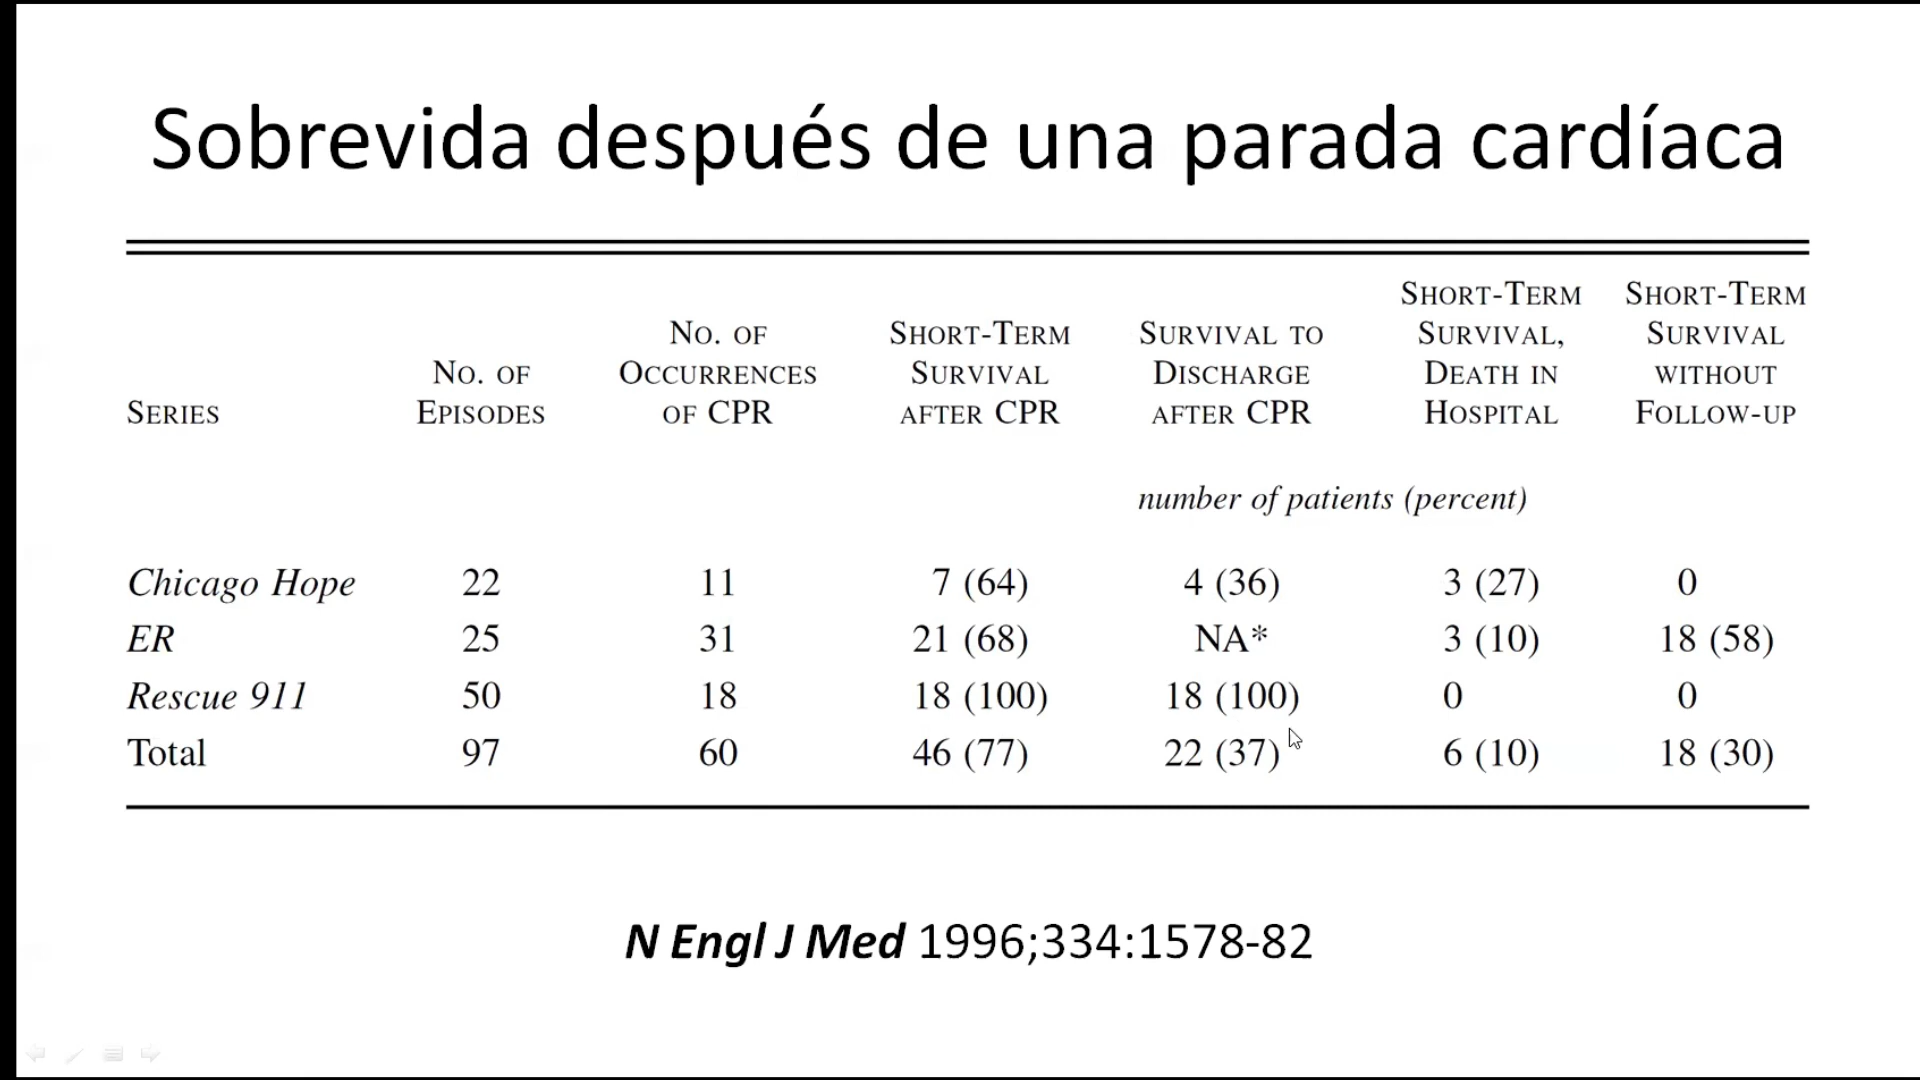 Sobrevida después de una parada cardíaca
SERIES
NO. OF
EPISODES
NO. OF
OCCURRENCES
OF CPR
SHORT-TERM
SURVIVAL
AFTER CPR
SURVIVAL TO
DISCHARGE
AFTER CPR
SHORT-TERM
SURVIVAL,
DEATH IN
HOSPITAL
SHORT-TERM
SURVIVAL
WITHOUT
FOLLOW-UP
number of patients (percent)
Chicago Hope 22 11 7 (64) 4 (36) 3 (27) 0
ER 25 31 21 (68) NA* 3 (10) 18 (58)
Rescue 911 50 18 18 (100) 18 (100) 0 0
Total 97 60 46 (77) 22 (37) 6 (10) 18 (30)
N Engl J Med 1996;334:1578-82